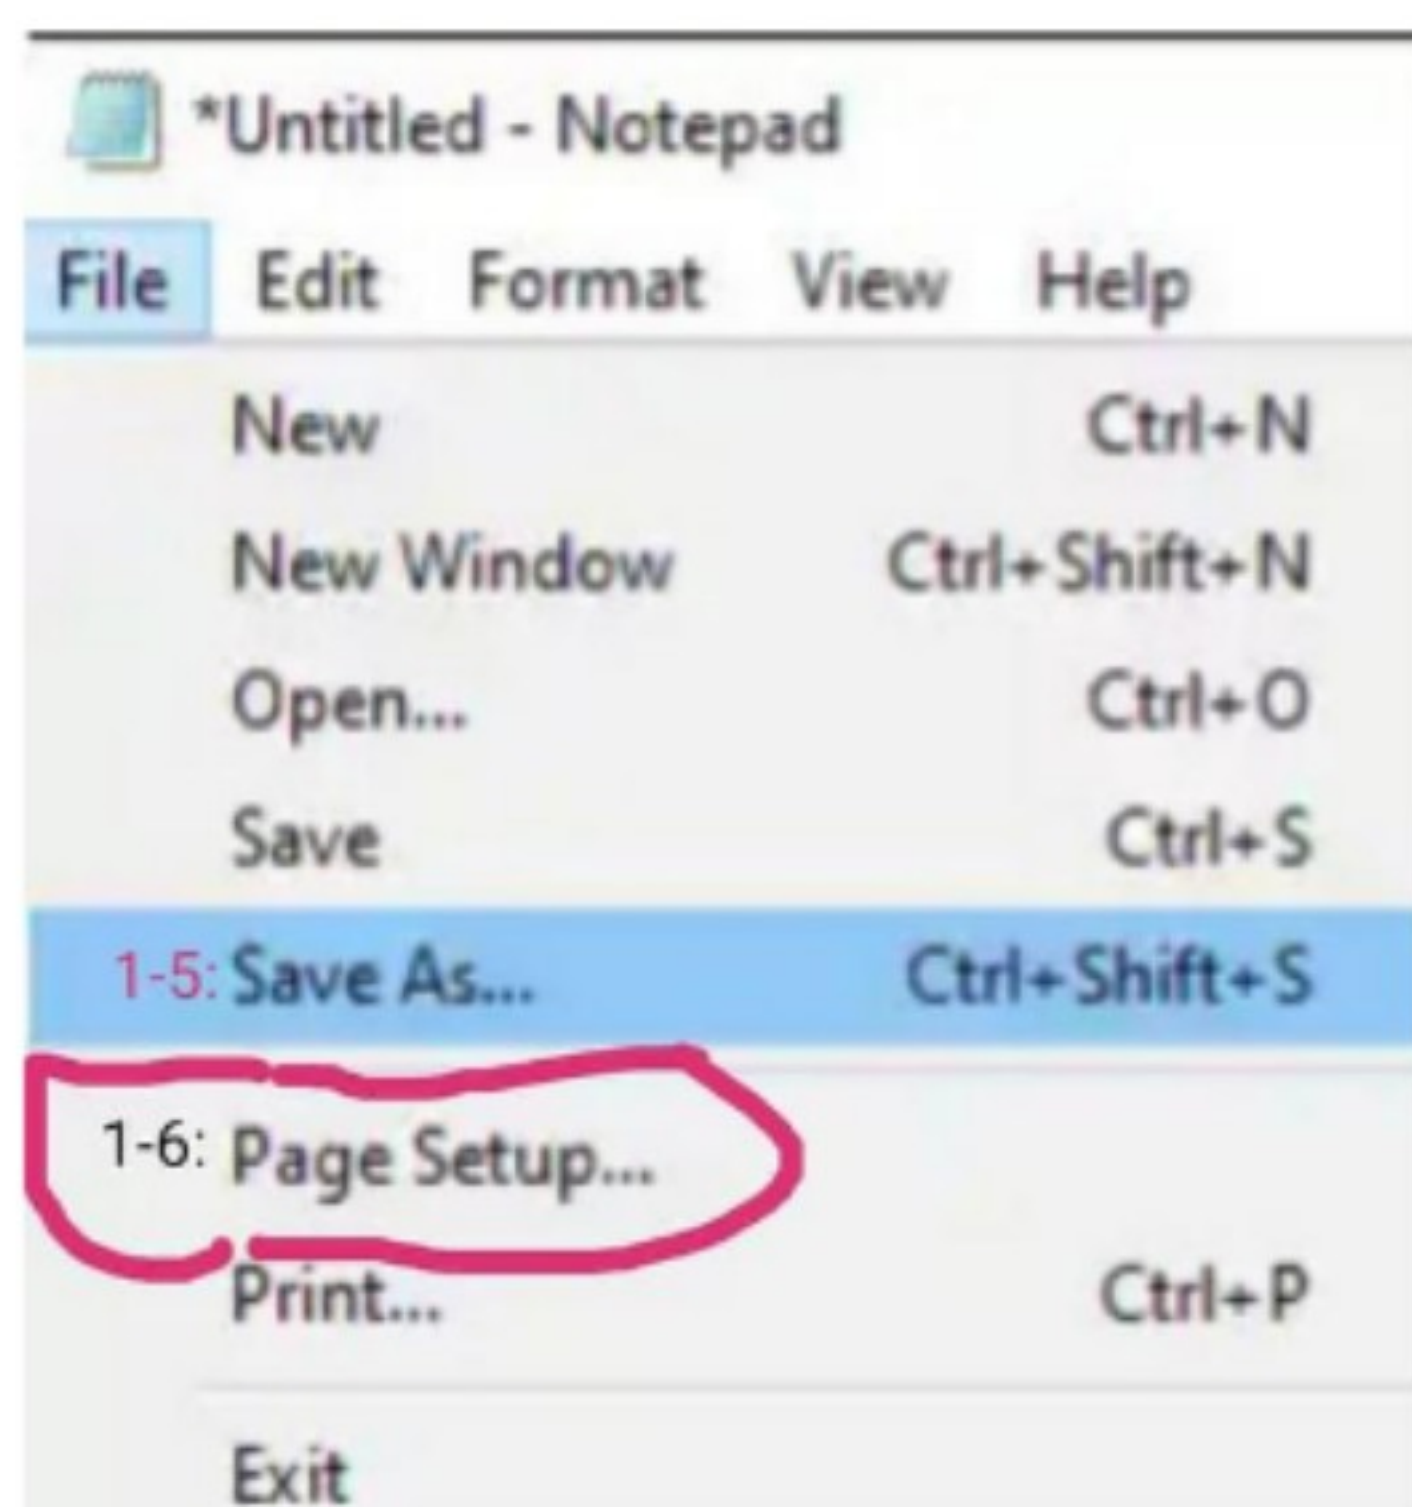 *Untitled - Notepad
File Edit Format View Help
New Ctrl+N
New Window Ctrl+Shift+N
Open... Ctrl+O
Save Ctrl+S
1-5: Save As... Ctrl+Shift+S
1-6: Page Setup...
Print... Ctrl+P
Exit